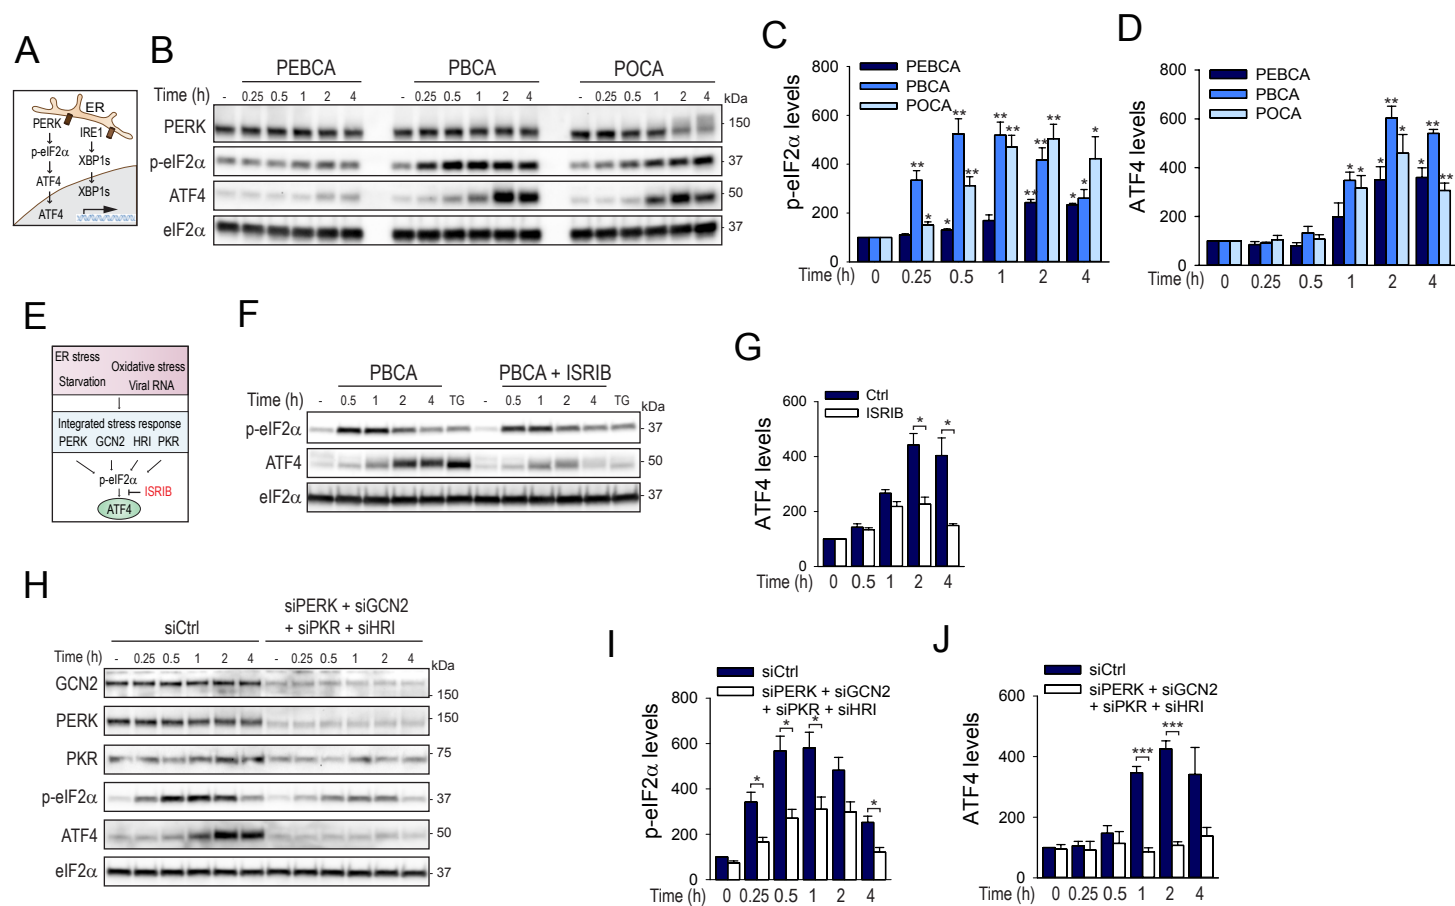 A
ER
PERK
IRE1
p-eIF2α
XBP1s
ATF4
XBP1s
ATF4
B
PEBCA PBCA POCA
Time (h) - 0.25 0.5 1 2 4 - 0.25 0.5 1 2 4 - 0.25 0.5 1 2 4 kDa
PERK - 150
p-eIF2α - 37
ATF4 - 50
eIF2α - 37
C
PEBCA
PBCA
POCA
p-eIF2α levels
800
600
400
200
0
** ** ** ** ** ** ** * * * * * *
Time (h) 0 0.25 0.5 1 2 4
D
PEBCA
PBCA
POCA
ATF4 levels
800
600
400
200
0
* * * ** * * ** **
Time (h) 0 0.25 0.5 1 2 4
E
ER stress
Oxidative stress
Starvation Viral RNA
Integrated stress response
PERK GCN2 HRI PKR
p-eIF2α
ISRIB
ATF4
F
PBCA PBCA + ISRIB
Time (h) - 0.5 1 2 4 TG - 0.5 1 2 4 TG kDa
p-eIF2α - 37
ATF4 - 50
eIF2α - 37
G
Ctrl
ISRIB
ATF4 levels
600
400
200
0
* *
Time (h) 0 0.5 1 2 4
H
siCtrl
siPERK + siGCN2
+ siPKR + siHRI
Time (h) - 0.25 0.5 1 2 4 - 0.25 0.5 1 2 4 kDa
GCN2 - 150
PERK - 150
PKR - 75
p-eIF2α - 37
ATF4 - 50
eIF2α - 37
I
siCtrl
siPERK + siGCN2
+ siPKR + siHRI
p-eIF2α levels
800
600
400
200
0
* * * *
Time (h) 0 0.25 0.5 1 2 4
J
siCtrl
siPERK + siGCN2
+ siPKR + siHRI
ATF4 levels
600
400
200
0
*** ***
Time (h) 0 0.25 0.5 1 2 4